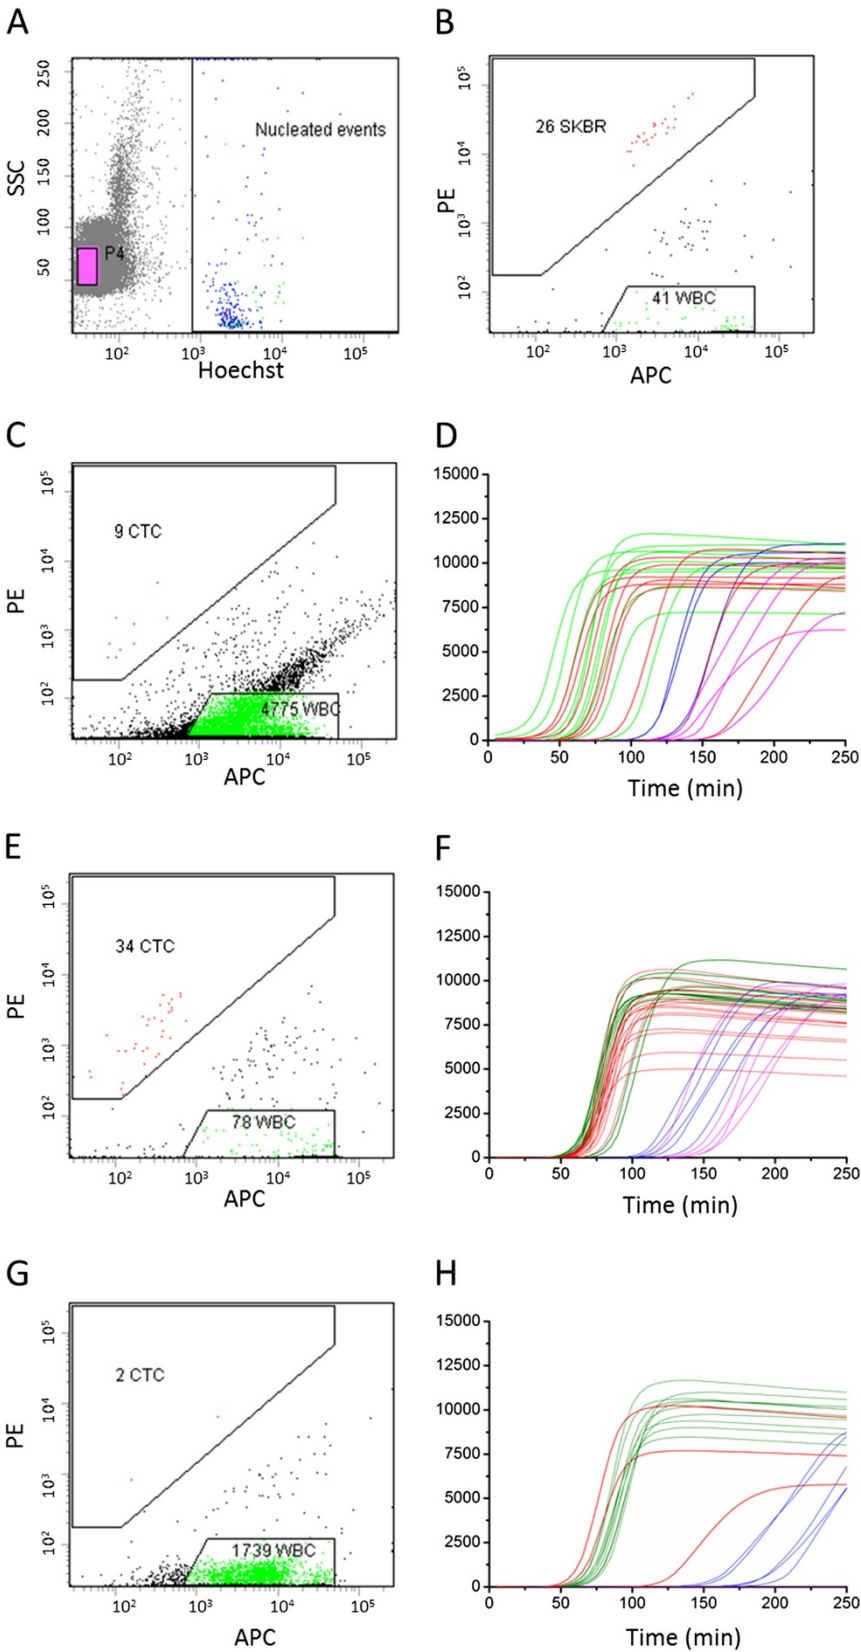 A
250
200
150
100
50
SSC
Nucleated events
P4
10² 10³ 10⁴ 10⁵
Hoechst
B
10⁵
10⁴
10³
10²
PE
26 SKBR
41 WBC
10² 10³ 10⁴ 10⁵
APC
C
10⁵
10⁴
10³
10²
PE
9 CTC
4775 WBC
10² 10³ 10⁴ 10⁵
APC
D
15000
12500
10000
7500
5000
2500
0
0 50 100 150 200 250
Time (min)
E
10⁵
10⁴
10³
10²
PE
34 CTC
78 WBC
10² 10³ 10⁴ 10⁵
APC
F
15000
12500
10000
7500
5000
2500
0
0 50 100 150 200 250
Time (min)
G
10⁵
10⁴
10³
10²
PE
2 CTC
1739 WBC
10² 10³ 10⁴ 10⁵
APC
H
15000
12500
10000
7500
5000
2500
0
0 50 100 150 200 250
Time (min)